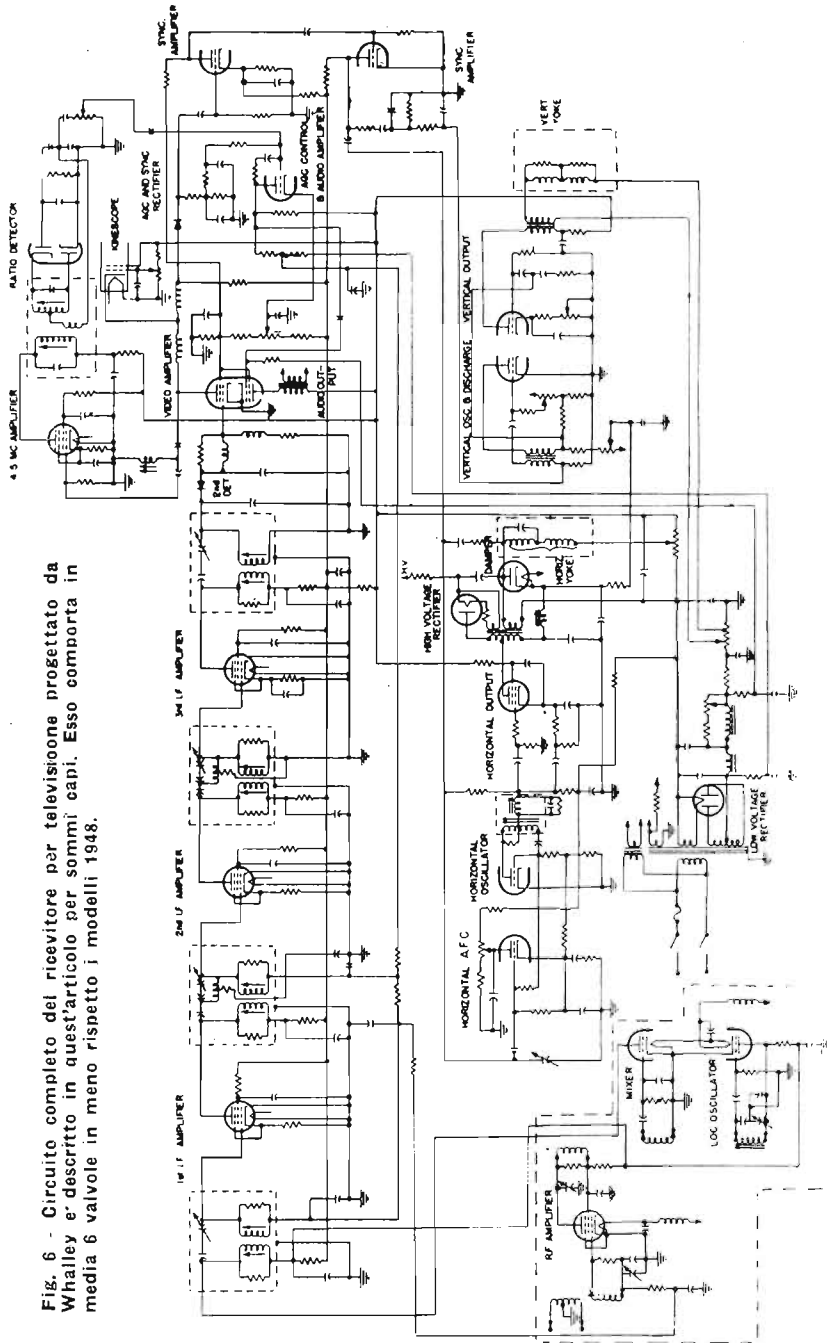 Fig. 6 - Circuito completo del ricevitore per televisioone progettato da
Whalley e' descritto in quest'articolo per sommi capi. Esso comporta in
media 6 valvole in meno rispetto i modelli 1948.
4.5 MC AMPLIFIER
RATIO DETECTOR
KINESCOPE
AGC AND SYNC
RECTIFIER
SYNC.
AMPLIFIER
VIDEO AMPLIFIER
AGC CONTROL
& AUDIO AMPLIFIER
SYNC
AMPLIFIER
AUDIO OUT-
PUT
1st I.F. AMPLIFIER
2nd I.F. AMPLIFIER
3rd I.F. AMPLIFIER
2nd
DET
HIGH VOLTAGE
RECTIFIER
DAMPER
HORIZ
YOKE
VERTICAL OSC & DISCHARGE
VERTICAL OUTPUT
VERT
YOKE
HORIZONTAL A.F.C
HORIZONTAL
OSCILLATOR
HORIZONTAL OUTPUT
RF AMPLIFIER
MIXER
LOC OSCILLATOR
LOW VOLTAGE
RECTIFIER